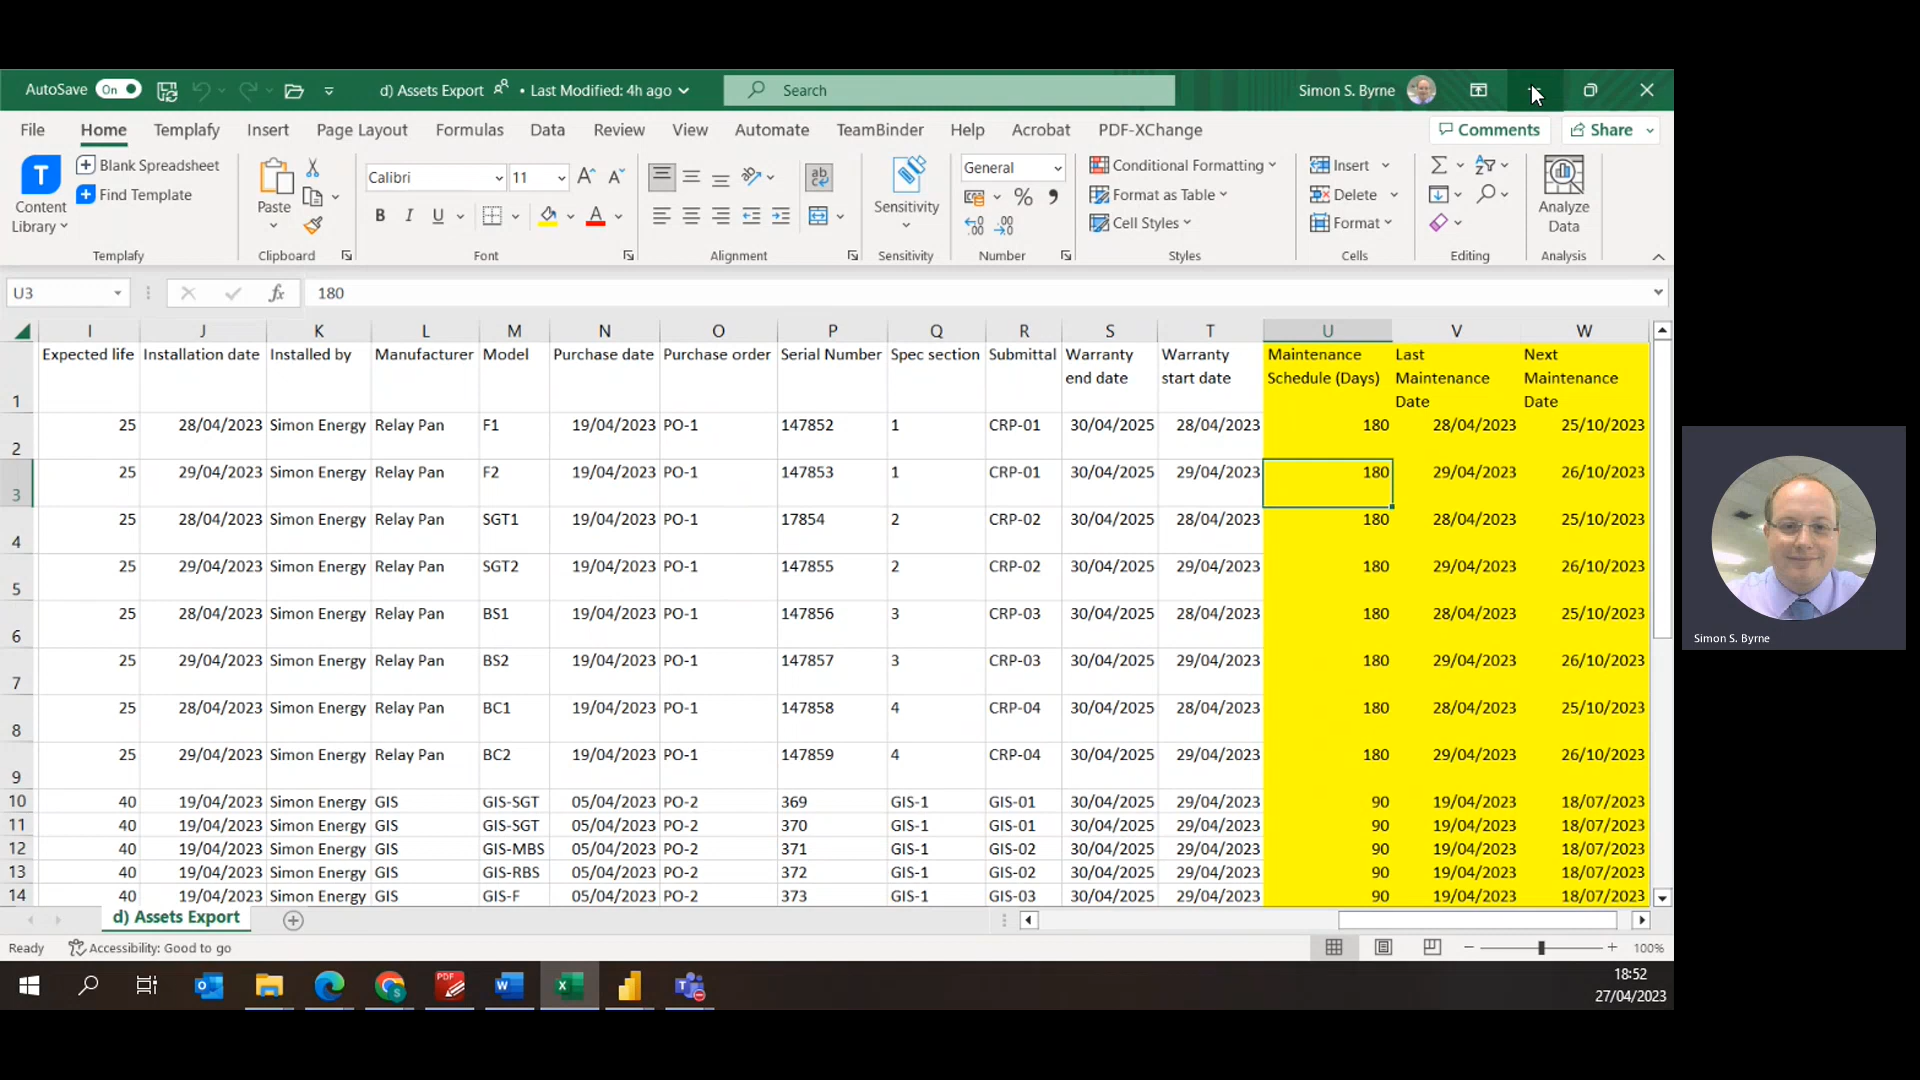 AutoSave On d) Assets Export • Last Modified: 4h ago Search Simon S. Byrne
File Home Templafy Insert Page Layout Formulas Data Review View Automate TeamBinder Help Acrobat PDF-XChange Comments Share
T Blank Spreadsheet Calibri 11 A A ab General Conditional Formatting Insert
Find Template Format as Table Delete
Content Library Paste B I U A Sensitivity % Cell Styles Format Analyze Data
Templafy Clipboard Font Alignment Sensitivity Number Styles Cells Editing Analysis
U3 fx 180
I J K L M N O P Q R S T U V W
1 Expected life Installation date Installed by Manufacturer Model Purchase date Purchase order Serial Number Spec section Submittal Warranty end date Warranty start date Maintenance Schedule (Days) Last Maintenance Date Next Maintenance Date
2 25 28/04/2023 Simon Energy Relay Pan F1 19/04/2023 PO-1 147852 1 CRP-01 30/04/2025 28/04/2023 180 28/04/2023 25/10/2023
3 25 29/04/2023 Simon Energy Relay Pan F2 19/04/2023 PO-1 147853 1 CRP-01 30/04/2025 29/04/2023 180 29/04/2023 26/10/2023
4 25 28/04/2023 Simon Energy Relay Pan SGT1 19/04/2023 PO-1 17854 2 CRP-02 30/04/2025 28/04/2023 180 28/04/2023 25/10/2023
5 25 29/04/2023 Simon Energy Relay Pan SGT2 19/04/2023 PO-1 147855 2 CRP-02 30/04/2025 29/04/2023 180 29/04/2023 26/10/2023
6 25 28/04/2023 Simon Energy Relay Pan BS1 19/04/2023 PO-1 147856 3 CRP-03 30/04/2025 28/04/2023 180 28/04/2023 25/10/2023
7 25 29/04/2023 Simon Energy Relay Pan BS2 19/04/2023 PO-1 147857 3 CRP-03 30/04/2025 29/04/2023 180 29/04/2023 26/10/2023
8 25 28/04/2023 Simon Energy Relay Pan BC1 19/04/2023 PO-1 147858 4 CRP-04 30/04/2025 28/04/2023 180 28/04/2023 25/10/2023
9 25 29/04/2023 Simon Energy Relay Pan BC2 19/04/2023 PO-1 147859 4 CRP-04 30/04/2025 29/04/2023 180 29/04/2023 26/10/2023
10 40 19/04/2023 Simon Energy GIS GIS-SGT 05/04/2023 PO-2 369 GIS-1 GIS-01 30/04/2025 29/04/2023 90 19/04/2023 18/07/2023
11 40 19/04/2023 Simon Energy GIS GIS-SGT 05/04/2023 PO-2 370 GIS-1 GIS-01 30/04/2025 29/04/2023 90 19/04/2023 18/07/2023
12 40 19/04/2023 Simon Energy GIS GIS-MBS 05/04/2023 PO-2 371 GIS-1 GIS-02 30/04/2025 29/04/2023 90 19/04/2023 18/07/2023
13 40 19/04/2023 Simon Energy GIS GIS-RBS 05/04/2023 PO-2 372 GIS-1 GIS-02 30/04/2025 29/04/2023 90 19/04/2023 18/07/2023
14 40 19/04/2023 Simon Energy GIS GIS-F 05/04/2023 PO-2 373 GIS-1 GIS-03 30/04/2025 29/04/2023 90 19/04/2023 18/07/2023
d) Assets Export
Ready Accessibility: Good to go 100%
PDF 18:52
27/04/2023
Simon S. Byrne